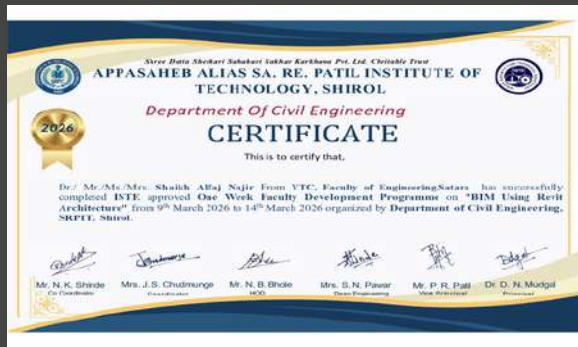 Shree Datta Shetkari Sahakari Sakhar Karkhana Pvt. Ltd. Chritable Trust
APPASAHEB ALIAS SA. RE. PATIL INSTITUTE OF
TECHNOLOGY, SHIROL
Department Of Civil Engineering
2026
CERTIFICATE
This is to certify that,
Dr./ Mr./Ms./Mrs. Shaikh Alfaj Najir From YTC, Faculty of Engineering,Satara has successfully
completed ISTE approved One Week Faculty Development Programme on "BIM Using Revit
Architecture" from 9th March 2026 to 14th March 2026 organized by Department of Civil Engineering,
SRPIT, Shirol.
Mr. N. K. Shinde Mrs. J.S. Chudmunge Mr. N. B. Bhole Mrs. S. N. Pawar Mr. P. R. Patil Dr. D. N. Mudgal
Co Coordinator Coordinator HOD Dean Engineering Vice Principal Principal